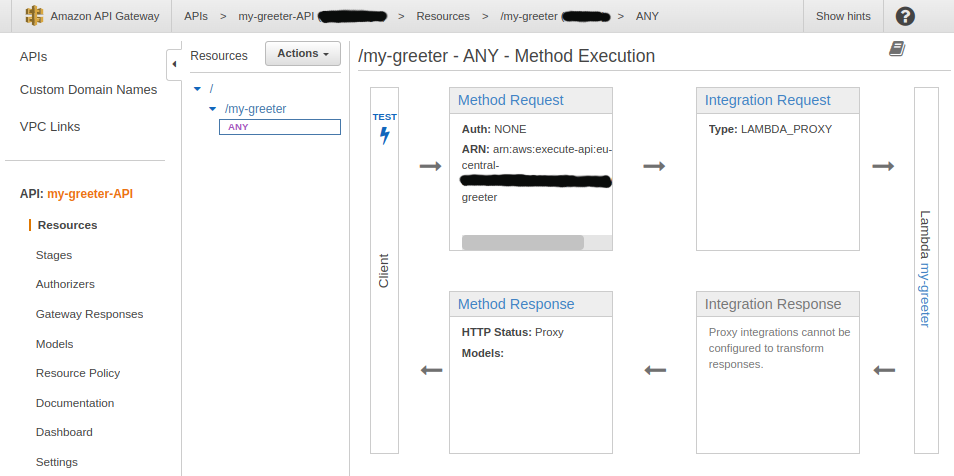 Amazon API Gateway
APIs > my-greeter-API > Resources > /my-greeter ( > ANY
Show hints ?
APIs
Custom Domain Names
VPC Links
API: my-greeter-API
Resources
Stages
Authorizers
Gateway Responses
Models
Resource Policy
Documentation
Dashboard
Settings
Resources
Actions
/
/my-greeter
ANY
/my-greeter - ANY - Method Execution
TEST
Client
Method Request
Auth: NONE
ARN: arn:aws:execute-api:eu-
central-
greeter
Integration Request
Type: LAMBDA_PROXY
Lambda my-greeter
Method Response
HTTP Status: Proxy
Models:
Integration Response
Proxy integrations cannot be
configured to transform
responses.